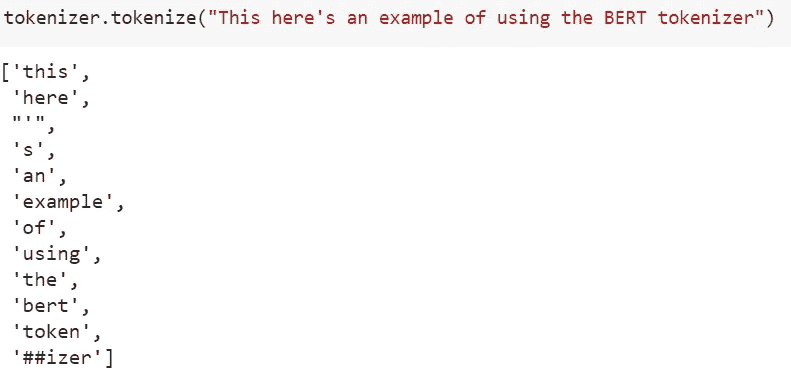 tokenizer.tokenize("This here's an example of using the BERT tokenizer")
['this',
'here',
"'",
's',
'an',
'example',
'of',
'using',
'the',
'bert',
'token',
'##izer']